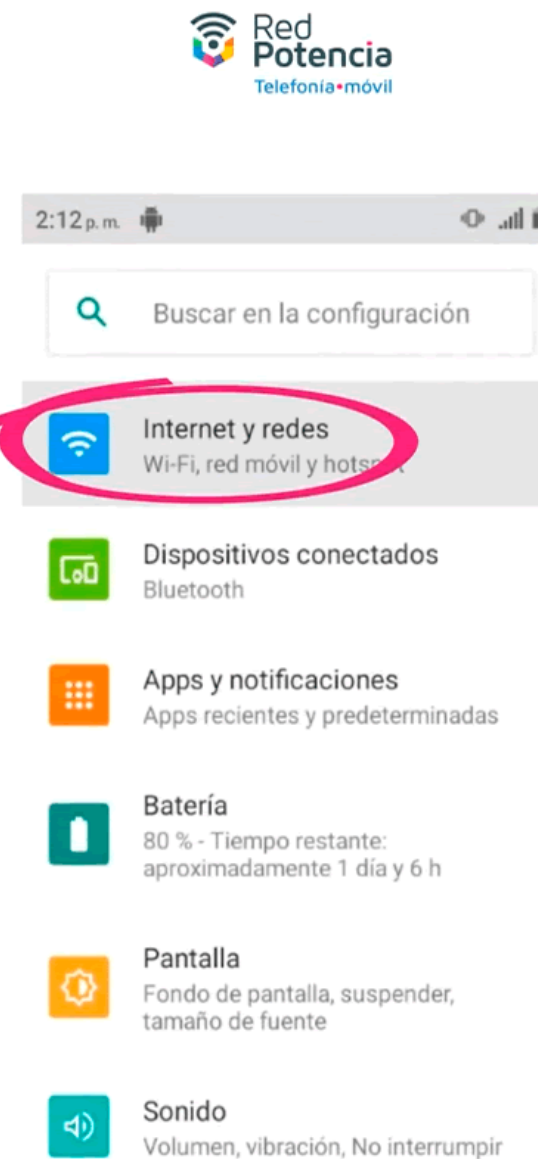 Red
Potencia
Telefonía•móvil
2:12 p. m.
Buscar en la configuración
Internet y redes
Wi-Fi, red móvil y
Dispositivos conectados
Bluetooth
Apps y notificaciones
Apps recientes y predeterminadas
Batería
80 % - Tiempo restante:
aproximadamente 1 día y 6 h
Pantalla
Fondo de pantalla, suspender,
tamaño de fuente
Sonido
Volumen, vibración, No interrumpir